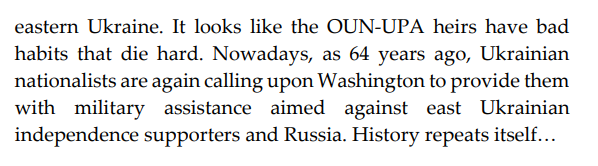 eastern Ukraine. It looks like the OUN-UPA heirs have bad
habits that die hard. Nowadays, as 64 years ago, Ukrainian
nationalists are again calling upon Washington to provide them
with military assistance aimed against east Ukrainian
independence supporters and Russia. History repeats itself…